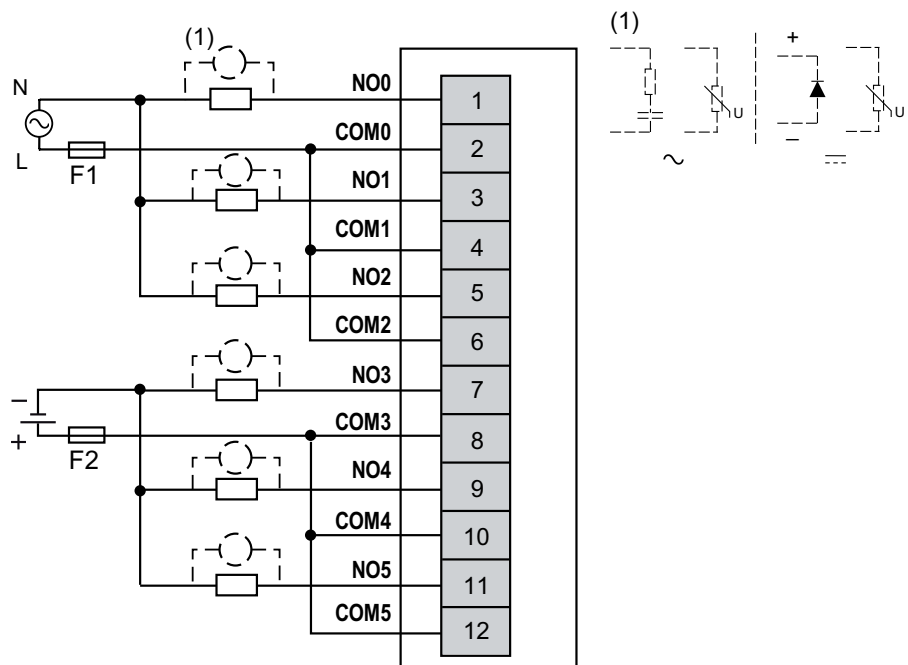 (1)
N
L
F1
NO0
1
COM0
2
NO1
3
COM1
4
NO2
5
COM2
6
NO3
7
–
+
F2
COM3
8
NO4
9
COM4
10
NO5
11
COM5
12
(1)
U
+
–
U